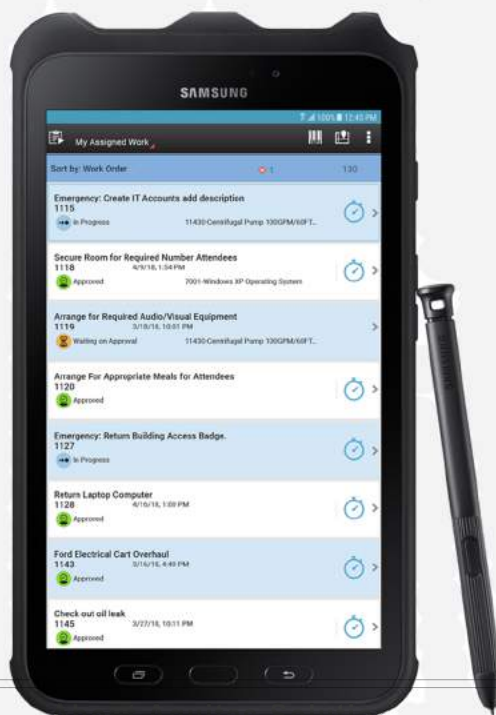 SAMSUNG
100% 12:45 PM
My Assigned Work
Sort by: Work Order 1 130
Emergency: Create IT Accounts add description
1115
In Progress 11430-Centrifugal Pump 100GPM/60FT...
Secure Room for Required Number Attendees
1118 4/9/18, 1:54 PM
Approved 7001-Windows XP Operating System
Arrange for Required Audio/Visual Equipment
1119 3/18/18, 10:01 PM
Waiting on Approval 11430-Centrifugal Pump 100GPM/60FT...
Arrange For Appropriate Meals for Attendees
1120
Approved
Emergency: Return Building Access Badge.
1127
In Progress
Return Laptop Computer
1128 4/16/18, 1:00 PM
Approved
Ford Electrical Cart Overhaul
1143 3/16/18, 4:40 PM
Approved
Check out oil leak
1145 3/27/18, 10:11 PM
Approved
SAMSUNG